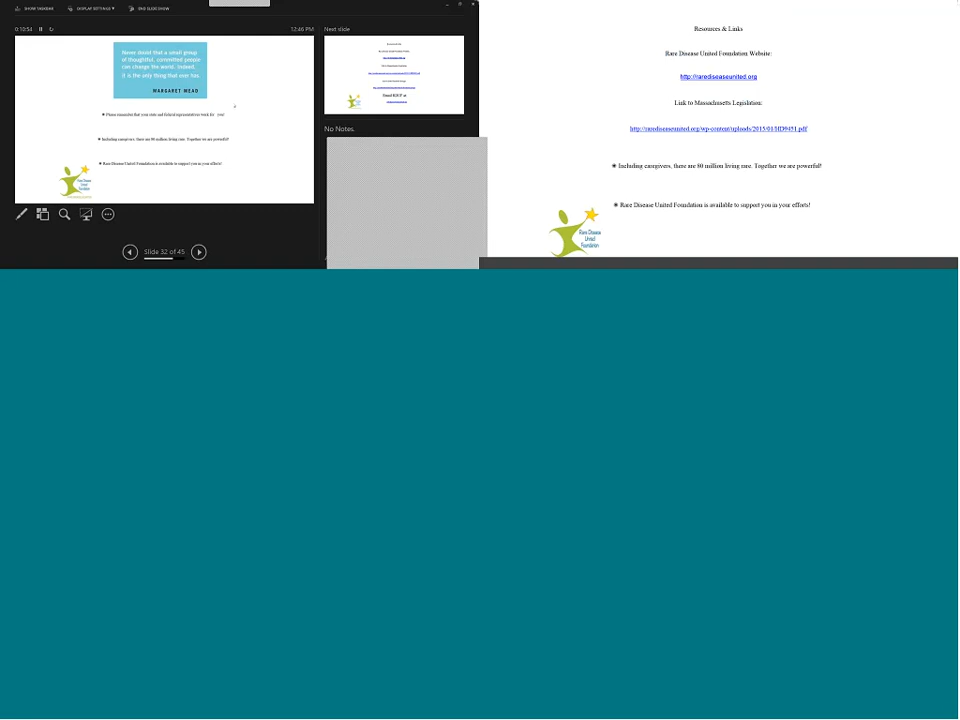 SHOW TASKBAR
DISPLAY SETTINGS
END SLIDE SHOW
12:46 PM
Next slide
Never doubt that a small group
of thoughtful, committed people
can change the world. Indeed,
it is the only thing that ever has.
MARGARET MEAD
Please remember that your state and federal representatives work for you!
Including caregivers, there are 80 million living rare. Together we are powerful!
Rare Disease United Foundation is available to support you in your efforts!
Rare Disease
United
Foundation
No Notes.
Slide 32 of 45
Resources & Links
Rare Disease United Foundation Website:
http://rarediseaseunited.org
Link to Massachusetts Legislation:
✷ Including caregivers, there are 80 million living rare. Together we are powerful!
✷ Rare Disease United Foundation is available to support you in your efforts!
Rare Disease
United
Foundation